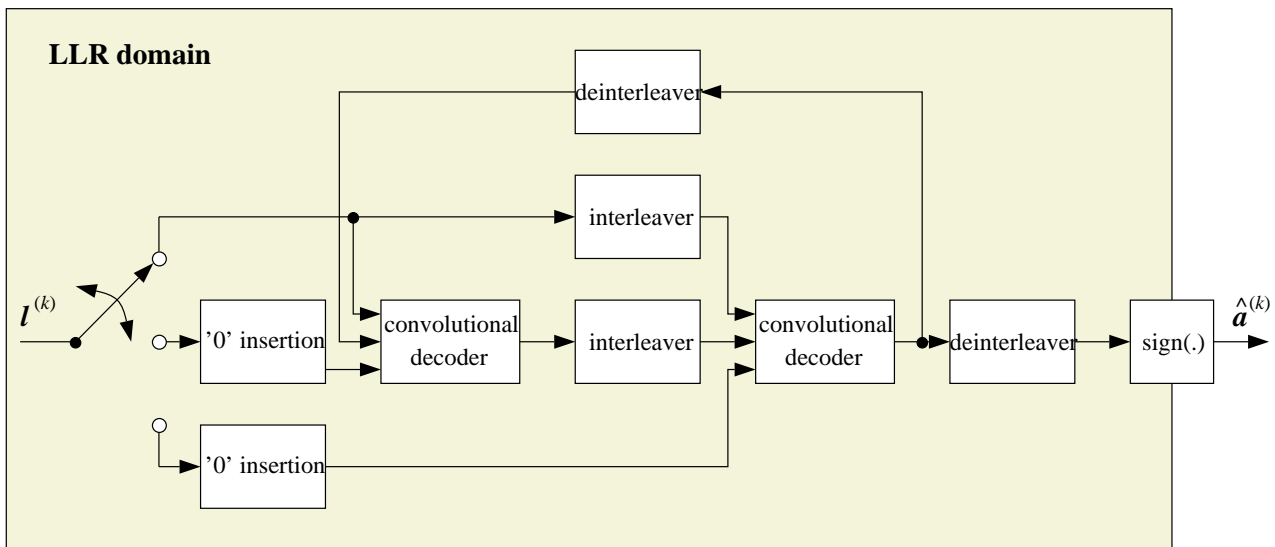 LLR domain
deinterleaver
interleaver
l^(k)
'0' insertion
convolutional
decoder
interleaver
convolutional
decoder
deinterleaver
sign(.)
â^(k)
'0' insertion